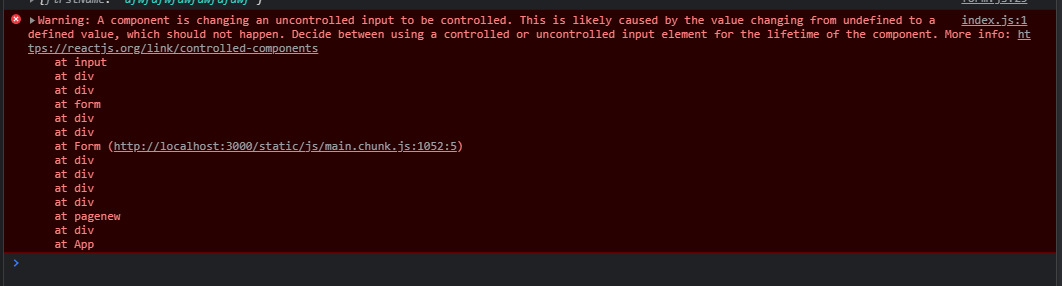 Warning: A component is changing an uncontrolled input to be controlled. This is likely caused by the value changing from undefined to a index.js:1
defined value, which should not happen. Decide between using a controlled or uncontrolled input element for the lifetime of the component. More info: ht
tps://reactjs.org/link/controlled-components
at input
at div
at div
at form
at div
at div
at Form (http://localhost:3000/static/js/main.chunk.js:1052:5)
at div
at div
at div
at div
at pagenew
at div
at App